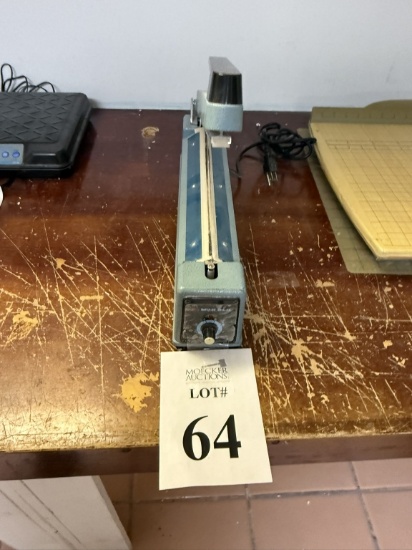 MOECKER
AUCTIONS
LOT#
64